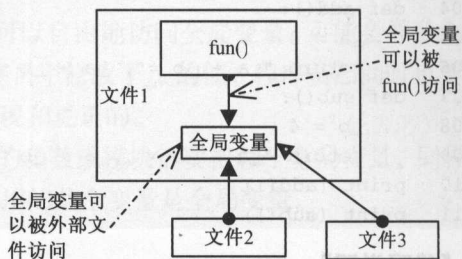 fun()
全局变量
可以被
fun()访问
文件1
全局变量
全局变量可
以被外部文
件访问
文件2
文件3